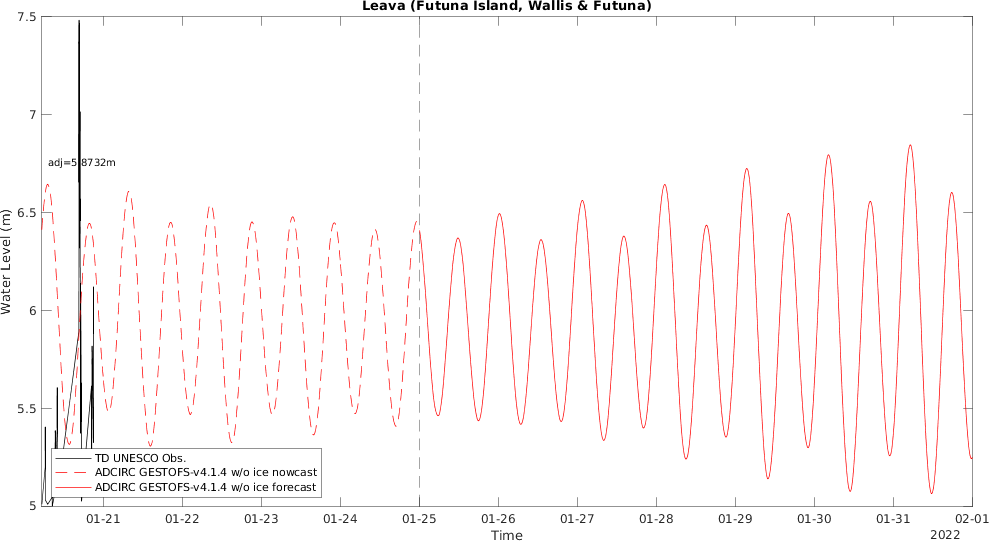 Leava (Futuna Island, Wallis & Futuna)
7.5
7
6.5
6
5.5
5
Water Level (m)
adj=5.8732m
TD UNESCO Obs.
ADCIRC GESTOFS-v4.1.4 w/o ice nowcast
ADCIRC GESTOFS-v4.1.4 w/o ice forecast
01-21 01-22 01-23 01-24 01-25 01-26 01-27 01-28 01-29 01-30 01-31 02-01
Time
2022